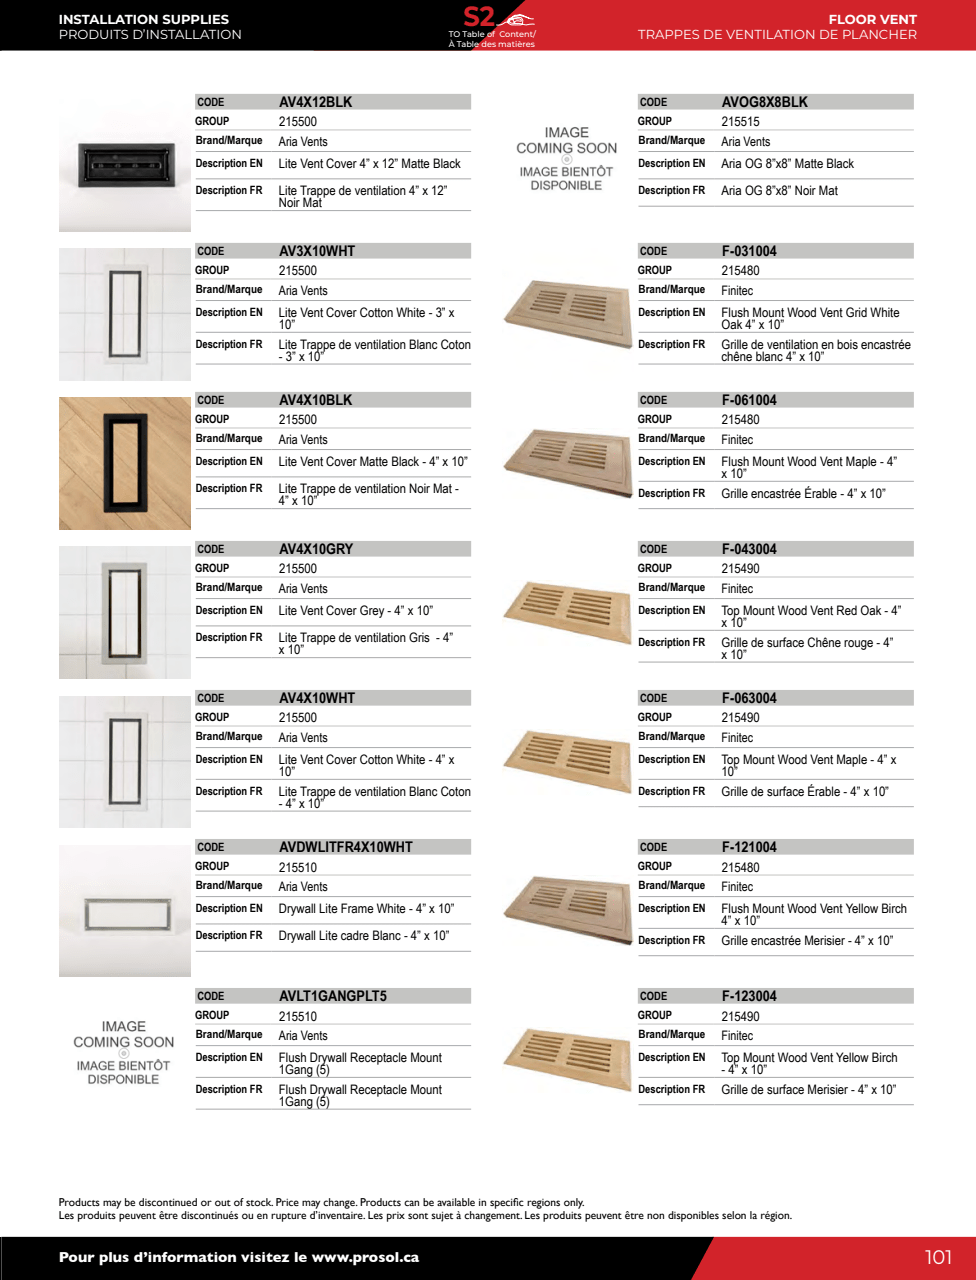 INSTALLATION SUPPLIES
PRODUITS D'INSTALLATION
S2
TO Table of Content/
À Table des matières
FLOOR VENT
TRAPPES DE VENTILATION DE PLANCHER
CODE AV4X12BLK
GROUP 215500
Brand/Marque Aria Vents
Description EN Lite Vent Cover 4” x 12” Matte Black
Description FR Lite Trappe de ventilation 4” x 12”
Noir Mat
CODE AV3X10WHT
GROUP 215500
Brand/Marque Aria Vents
Description EN Lite Vent Cover Cotton White - 3” x
10”
Description FR Lite Trappe de ventilation Blanc Coton
- 3” x 10”
CODE AV4X10BLK
GROUP 215500
Brand/Marque Aria Vents
Description EN Lite Vent Cover Matte Black - 4” x 10”
Description FR Lite Trappe de ventilation Noir Mat -
4” x 10”
CODE AV4X10GRY
GROUP 215500
Brand/Marque Aria Vents
Description EN Lite Vent Cover Grey - 4” x 10”
Description FR Lite Trappe de ventilation Gris - 4”
x 10”
CODE AV4X10WHT
GROUP 215500
Brand/Marque Aria Vents
Description EN Lite Vent Cover Cotton White - 4” x
10”
Description FR Lite Trappe de ventilation Blanc Coton
- 4” x 10”
CODE AVDWLITFR4X10WHT
GROUP 215510
Brand/Marque Aria Vents
Description EN Drywall Lite Frame White - 4” x 10”
Description FR Drywall Lite cadre Blanc - 4” x 10”
IMAGE
COMING SOON
IMAGE BIENTÔT
DISPONIBLE
CODE AVLT1GANGPLT5
GROUP 215510
Brand/Marque Aria Vents
Description EN Flush Drywall Receptacle Mount
1Gang (5)
Description FR Flush Drywall Receptacle Mount
1Gang (5)
IMAGE
COMING SOON
IMAGE BIENTÔT
DISPONIBLE
CODE AVOG8X8BLK
GROUP 215515
Brand/Marque Aria Vents
Description EN Aria OG 8”x8” Matte Black
Description FR Aria OG 8”x8” Noir Mat
CODE F-031004
GROUP 215480
Brand/Marque Finitec
Description EN Flush Mount Wood Vent Grid White
Oak 4” x 10”
Description FR Grille de ventilation en bois encastrée
chêne blanc 4” x 10”
CODE F-061004
GROUP 215480
Brand/Marque Finitec
Description EN Flush Mount Wood Vent Maple - 4”
x 10”
Description FR Grille encastrée Érable - 4” x 10”
CODE F-043004
GROUP 215490
Brand/Marque Finitec
Description EN Top Mount Wood Vent Red Oak - 4”
x 10”
Description FR Grille de surface Chêne rouge - 4”
x 10”
CODE F-063004
GROUP 215490
Brand/Marque Finitec
Description EN Top Mount Wood Vent Maple - 4” x
10”
Description FR Grille de surface Érable - 4” x 10”
CODE F-121004
GROUP 215480
Brand/Marque Finitec
Description EN Flush Mount Wood Vent Yellow Birch
4” x 10”
Description FR Grille encastrée Merisier - 4” x 10”
CODE F-123004
GROUP 215490
Brand/Marque Finitec
Description EN Top Mount Wood Vent Yellow Birch
- 4” x 10”
Description FR Grille de surface Merisier - 4” x 10”
Products may be discontinued or out of stock. Price may change. Products can be available in specific regions only.
Les produits peuvent être discontinués ou en rupture d'inventaire. Les prix sont sujet à changement. Les produits peuvent être non disponibles selon la région.
Pour plus d'information visitez le www.prosol.ca
101